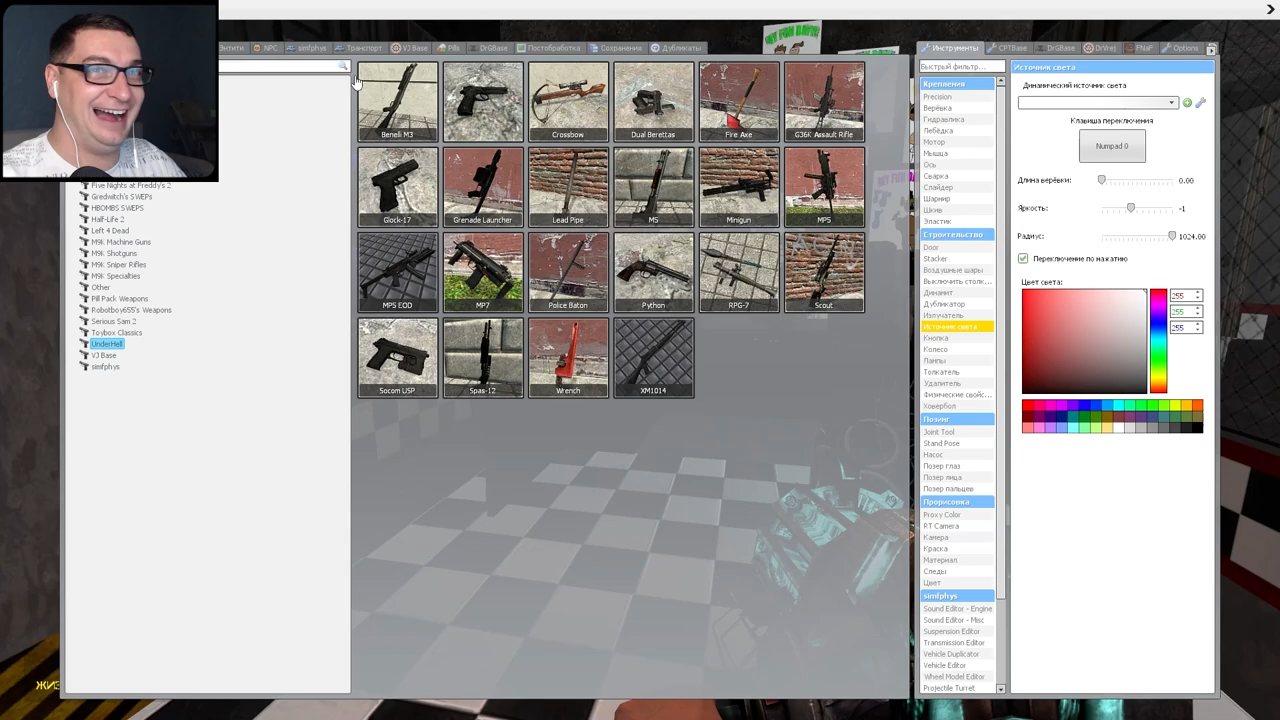 Энтити
NPC
simfphys
Транспорт
VJ Base
Pills
DrGBase
Постобработка
Сохранения
Дубликаты
Five Nights at Freddy's 2
Gredwitch's SWEPs
HBOMBS SWEPS
Half-Life 2
Left 4 Dead
M9K Machine Guns
M9K Shotguns
M9K Sniper Rifles
M9K Specialties
Other
Pill Pack Weapons
Robotboy655's Weapons
Serious Sam 2
Toybox Classics
UnderHell
VJ Base
simfphys
Benelli M3
Crossbow
Dual Berettas
Fire Axe
G36K Assault Rifle
Glock-17
Grenade Launcher
Lead Pipe
M5
Minigun
MP5
MP5 EOD
MP7
Police Baton
Python
RPG-7
Scout
Socom USP
Spas-12
Wrench
XM1014
Инструменты
CPTBase
DrGBase
DrVrej
FNaF
Options
Быстрый фильтр...
Крепления
Precision
Верёвка
Гидравлика
Лебёдка
Мотор
Мышца
Ось
Сварка
Слайдер
Шарнир
Шкив
Эластик
Строительство
Door
Stacker
Воздушные шары
Выключить столк...
Динамит
Дубликатор
Излучатель
Источник света
Кнопка
Колесо
Лампы
Толкатель
Удалитель
Физические свойс...
Ховербол
Позинг
Joint Tool
Stand Pose
Насос
Позер глаз
Позер лица
Позер пальцев
Прорисовка
Proxy Color
RT Camera
Камера
Краска
Материал
Следы
Цвет
simfphys
Sound Editor - Engine
Sound Editor - Misc
Suspension Editor
Transmission Editor
Vehicle Duplicator
Vehicle Editor
Wheel Model Editor
Projectile Turret
Источник света
Динамический источник света
Клавиша переключения
Numpad 0
Длина верёвки:
0.00
Яркость:
-1
Радиус:
1024.00
Переключение по нажатию
Цвет света:
255
255
255